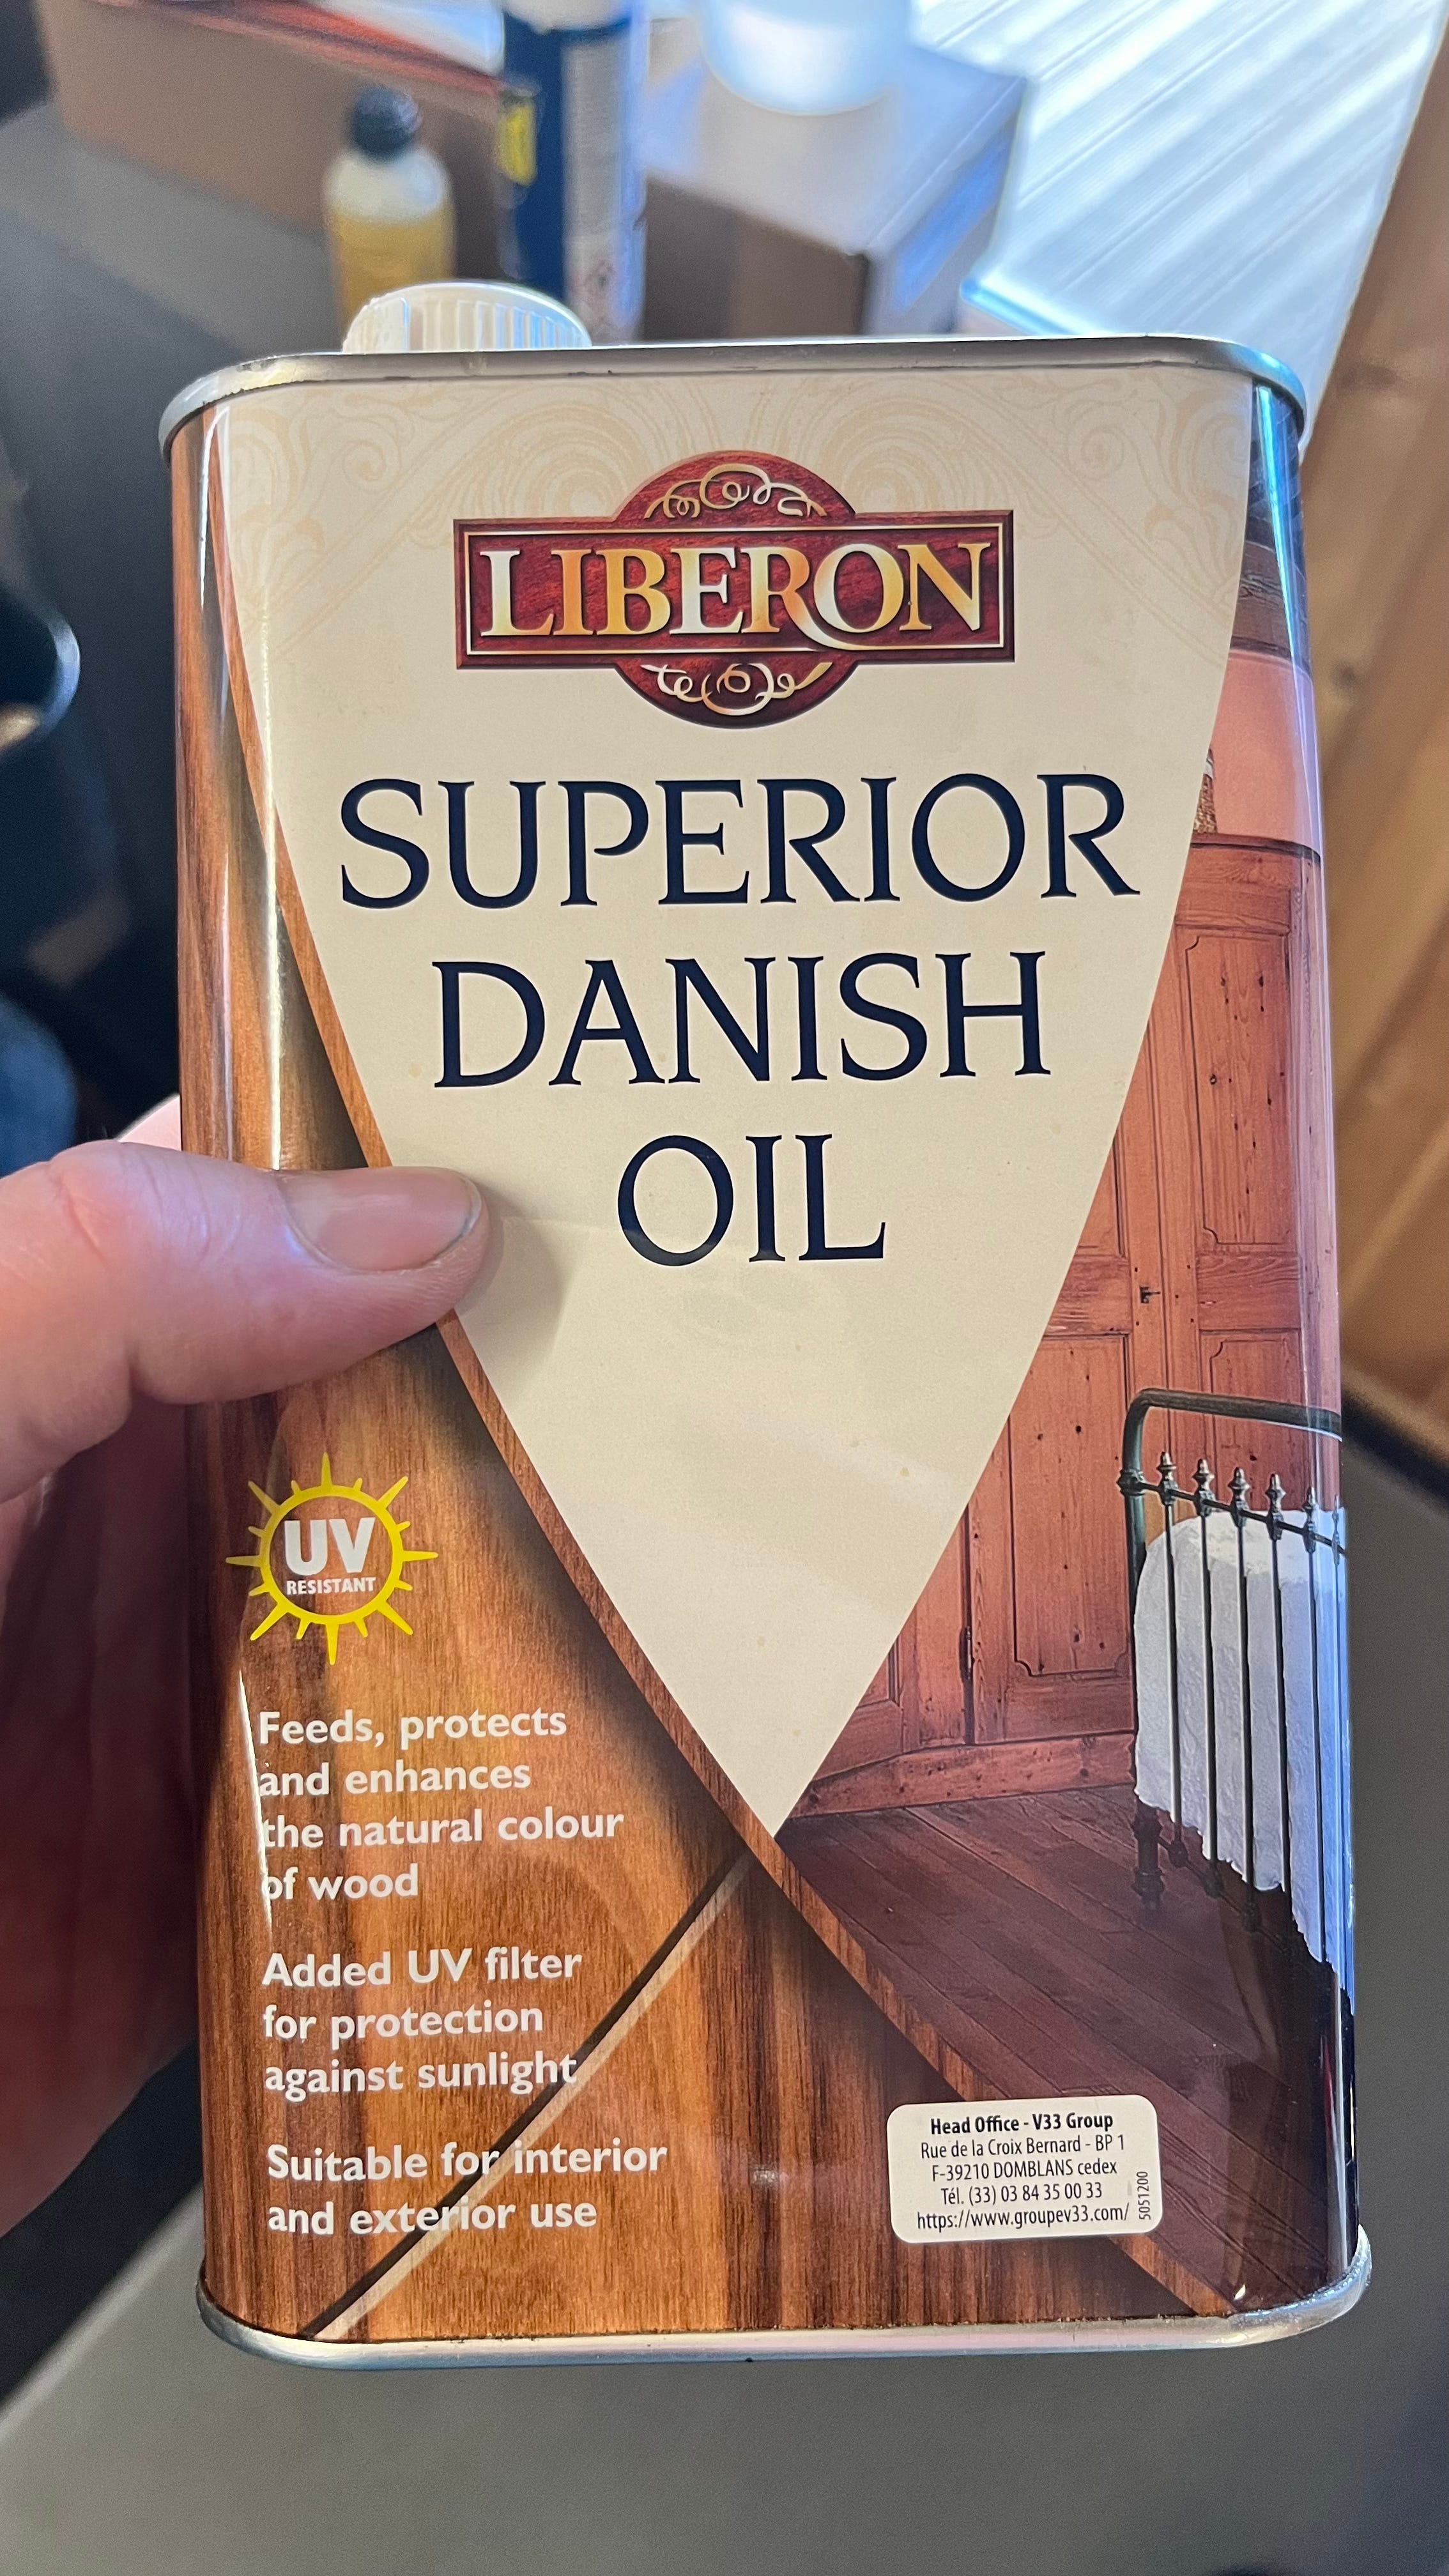 LIBERON
SUPERIOR
DANISH
OIL
UV
RESISTANT
Feeds, protects
and enhances
the natural colour
of wood
Added UV filter
for protection
against sunlight
Suitable for interior
and exterior use
Head Office - V33 Group
Rue de la Croix Bernard - BP 1
F-39210 DOMBLANS cedex
Tél. (33) 03 84 35 00 33
https://www.groupev33.com/
5051200